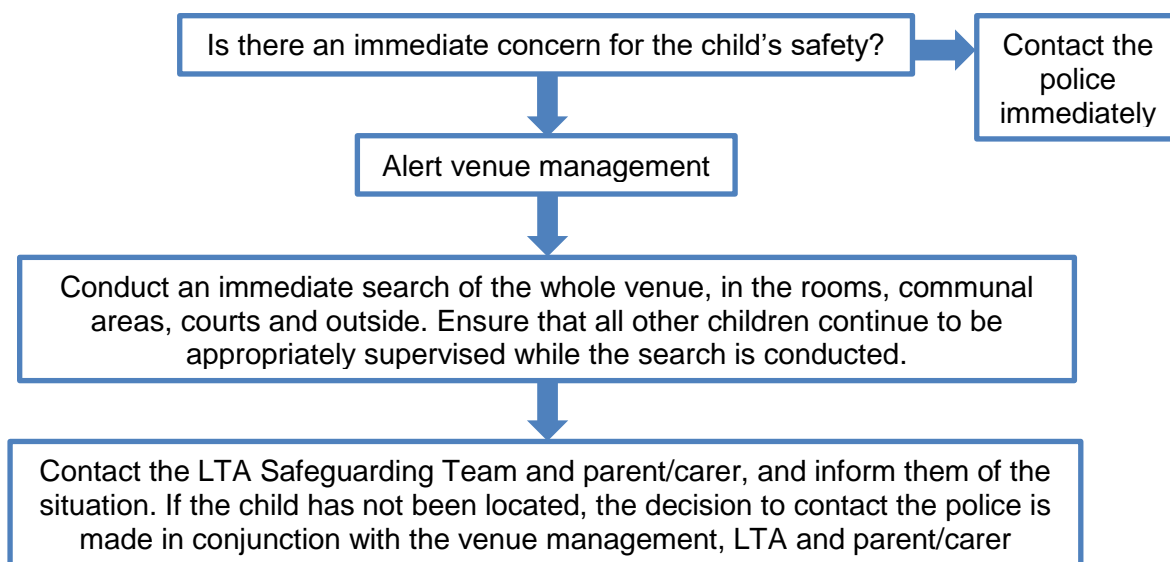 Is there an immediate concern for the child’s safety?
Contact the
police
immediately
Alert venue management
Conduct an immediate search of the whole venue, in the rooms, communal
areas, courts and outside. Ensure that all other children continue to be
appropriately supervised while the search is conducted.
Contact the LTA Safeguarding Team and parent/carer, and inform them of the
situation. If the child has not been located, the decision to contact the police is
made in conjunction with the venue management, LTA and parent/carer